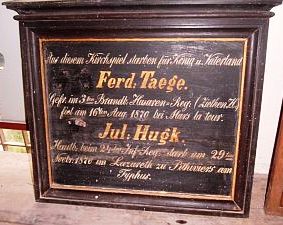 Aus diesem Kirchspiel starben für König u. Vaterland
Ferd: Taege.
Gefr. im 3ten Brandt. Husaren-Reg. (Ziethen H.)
fiel am 16ten Aug. 1870 bei Mars la tour.
Jul: Hugk
beim 24ten Inf. Reg. starb am 29ten
Novbr. 1870 im Lazareth zu Pithiviers am
Typhus.